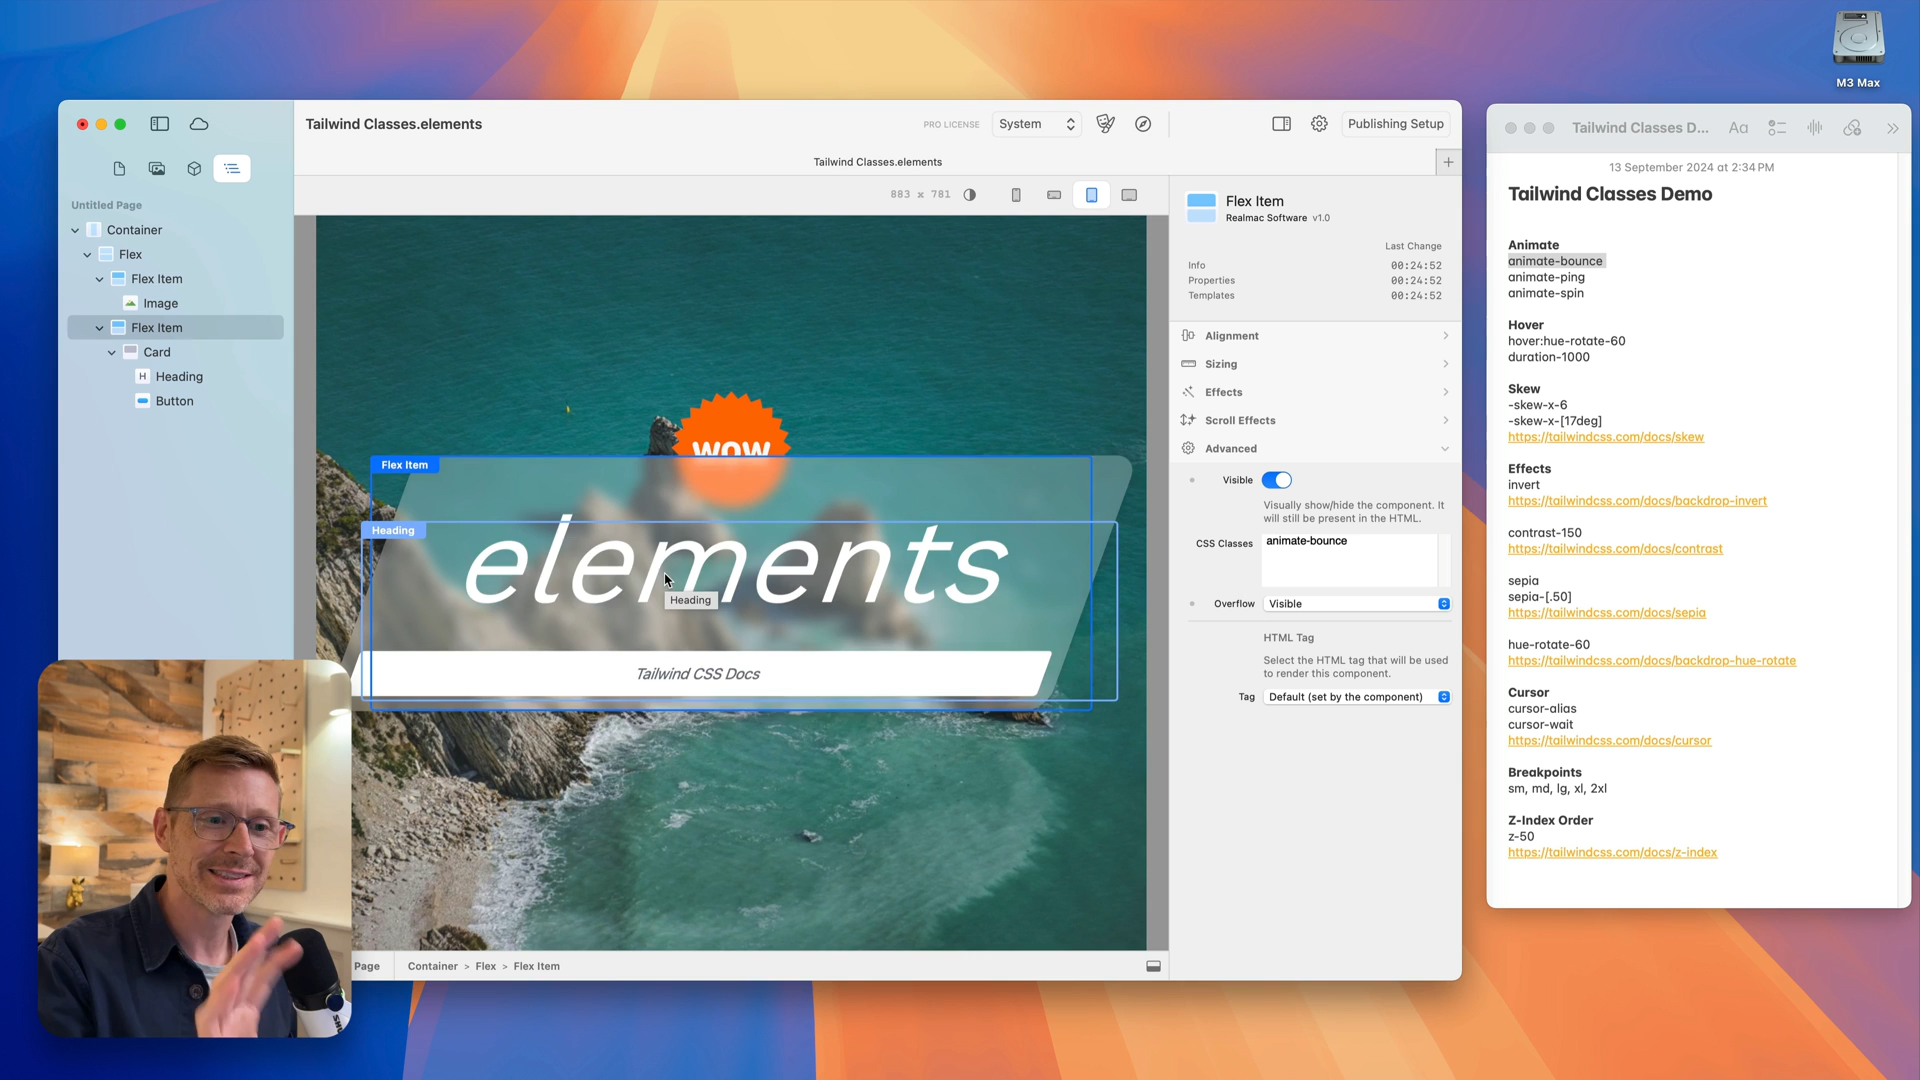 M3 Max
Tailwind Classes.elements
PRO LICENSE
System
Publishing Setup
Tailwind Classes.elements
883 x 781
Untitled Page
Container
Flex
Flex Item
Image
Flex Item
Card
H Heading
Button
wow
Flex Item
Heading
elements
Heading
Tailwind CSS Docs
Page
Container > Flex > Flex Item
Flex Item
Realmac Software v1.0
Last Change
Info 00:24:52
Properties 00:24:52
Templates 00:24:52
Alignment
Sizing
Effects
Scroll Effects
Advanced
Visible
Visually show/hide the component. It
will still be present in the HTML.
CSS Classes animate-bounce
Overflow Visible
HTML Tag
Select the HTML tag that will be used
to render this component.
Tag Default (set by the component)
Tailwind Classes D...
Aa
13 September 2024 at 2:34 PM
Tailwind Classes Demo
Animate
animate-bounce
animate-ping
animate-spin
Hover
hover:hue-rotate-60
duration-1000
Skew
-skew-x-6
-skew-x-[17deg]
https://tailwindcss.com/docs/skew
Effects
invert
https://tailwindcss.com/docs/backdrop-invert
contrast-150
https://tailwindcss.com/docs/contrast
sepia
sepia-[.50]
https://tailwindcss.com/docs/sepia
hue-rotate-60
https://tailwindcss.com/docs/backdrop-hue-rotate
Cursor
cursor-alias
cursor-wait
https://tailwindcss.com/docs/cursor
Breakpoints
sm, md, lg, xl, 2xl
Z-Index Order
z-50
https://tailwindcss.com/docs/z-index